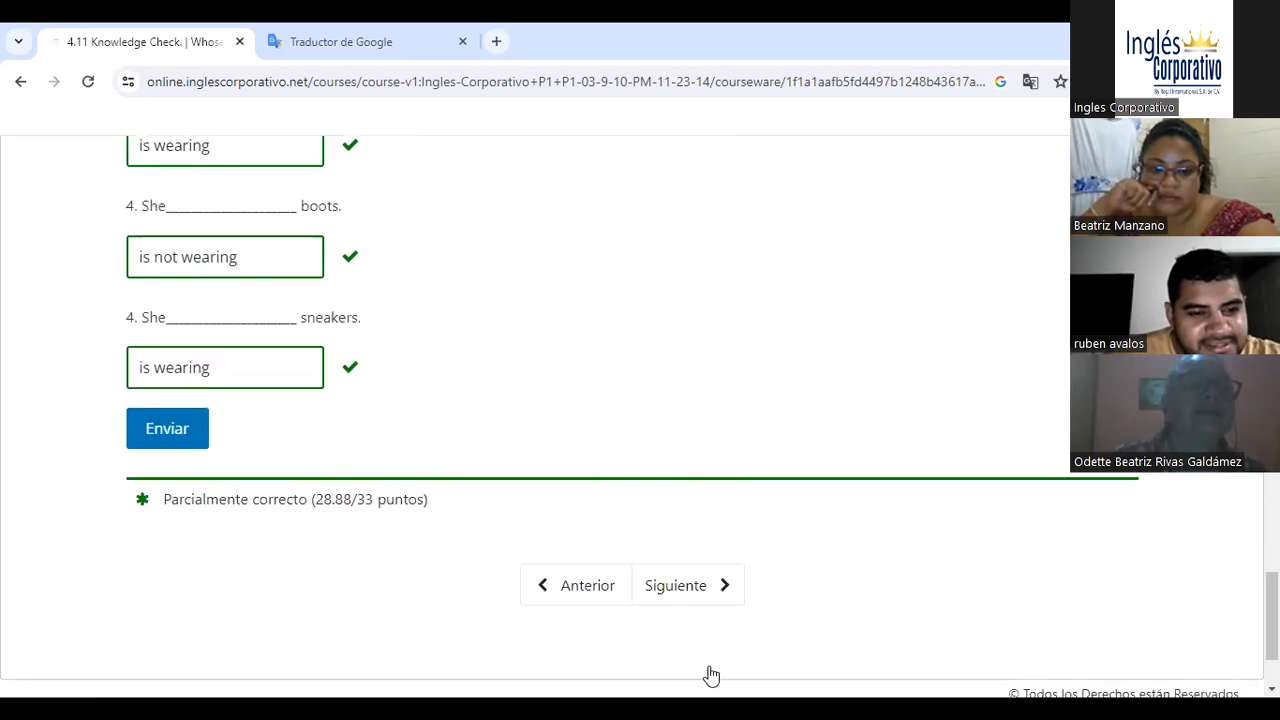 4.11 Knowledge Check. | Whose
Traductor de Google
online.inglescorporativo.net/courses/course-v1:Ingles-Corporativo+P1+P1-03-9-10-PM-11-23-14/courseware/1f1a1aafb5fd4497b1248b43617a...
is wearing
4. She____________________ boots.
is not wearing
4. She____________________ sneakers.
is wearing
Enviar
Parcialmente correcto (28.88/33 puntos)
Anterior
Siguiente
© Todos los Derechos están Reservados
Inglés
Corporativo
Ingles Corporativo
Beatriz Manzano
ruben avalos
Odette Beatriz Rivas Galdámez